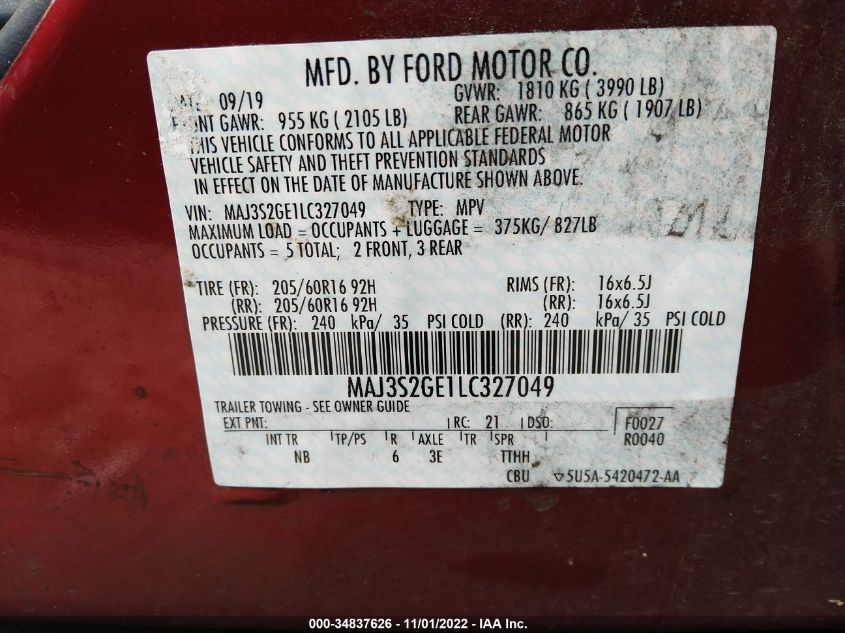 MFD. BY FORD MOTOR CO.
DATE: 09/19 GVWR: 1810 KG ( 3990 LB)
FRONT GAWR: 955 KG ( 2105 LB) REAR GAWR: 865 KG ( 1907 LB)
THIS VEHICLE CONFORMS TO ALL APPLICABLE FEDERAL MOTOR
VEHICLE SAFETY AND THEFT PREVENTION STANDARDS
IN EFFECT ON THE DATE OF MANUFACTURE SHOWN ABOVE.
VIN: MAJ3S2GE1LC327049 TYPE: MPV
MAXIMUM LOAD = OCCUPANTS + LUGGAGE = 375KG/ 827LB
OCCUPANTS = 5 TOTAL; 2 FRONT, 3 REAR
TIRE (FR): 205/60R16 92H RIMS (FR): 16x6.5J
(RR): 205/60R16 92H (RR): 16x6.5J
PRESSURE (FR): 240 kPa/ 35 PSI COLD (RR): 240 kPa/ 35 PSI COLD
MAJ3S2GE1LC327049
TRAILER TOWING - SEE OWNER GUIDE
EXT PNT: RC: 21 DSO: F0027
R0040
INT TR TP/PS R AXLE TR SPR
NB 6 3E TTHH
CBU ▽5U5A-5420472-AA
000-34837626 - 11/01/2022 - IAA Inc.